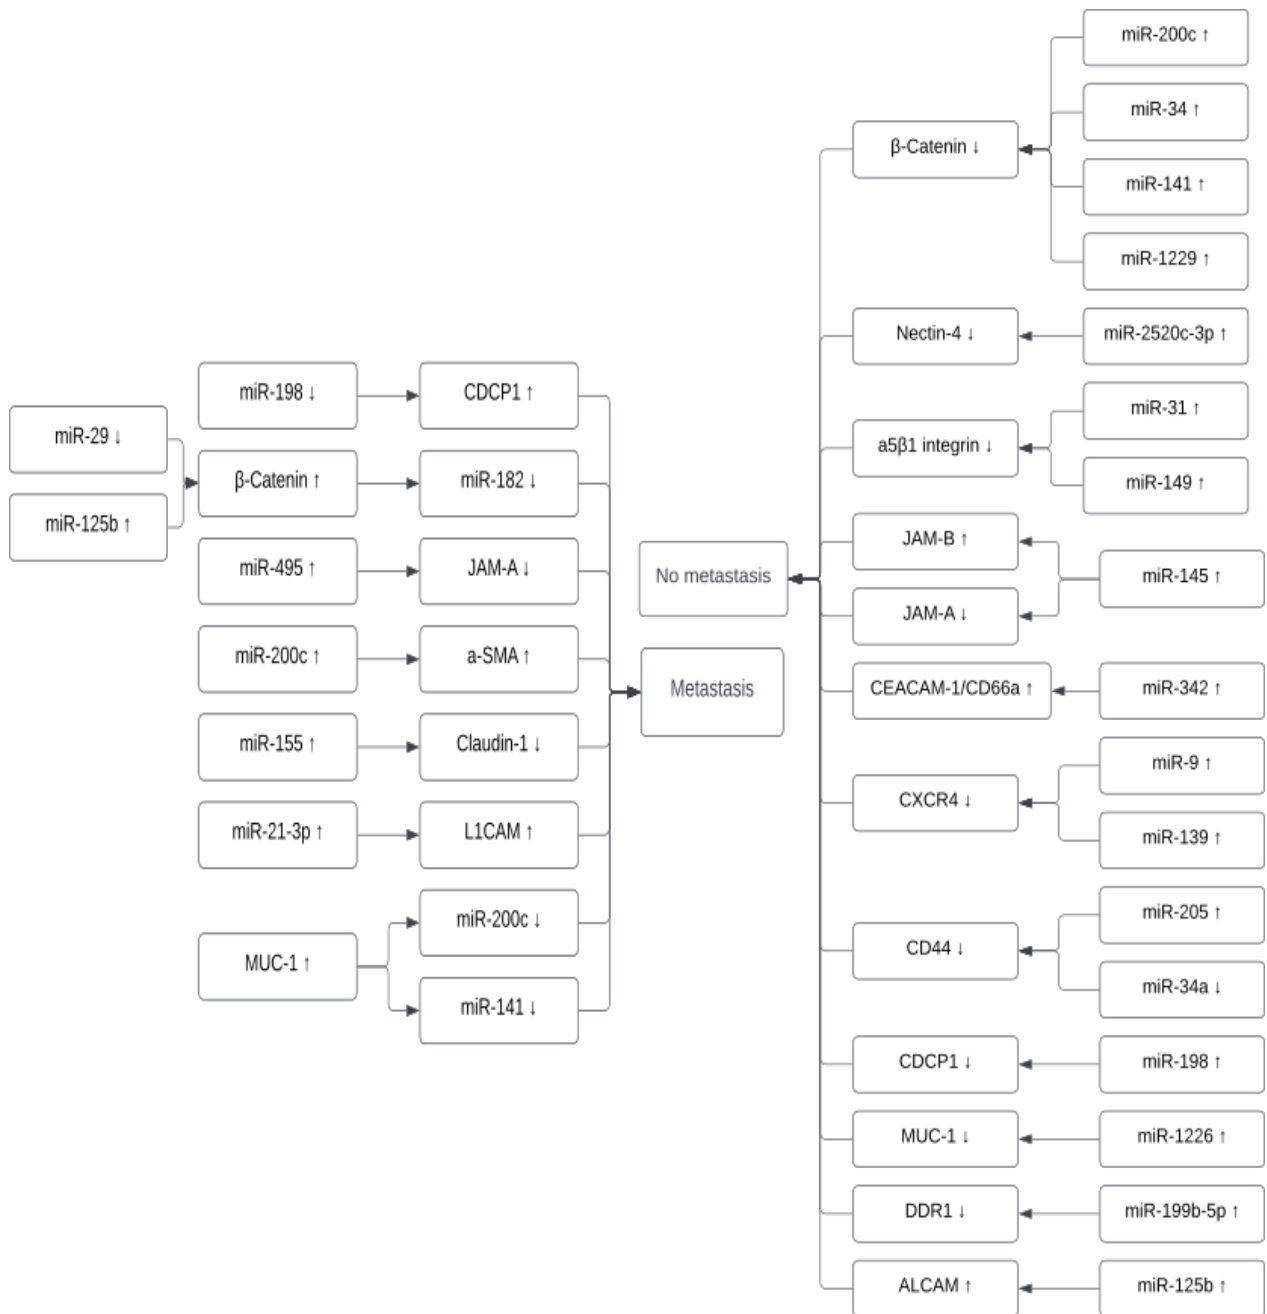 miR-29 ↓
miR-125b ↑
miR-198 ↓
β-Catenin ↑
miR-495 ↑
miR-200c ↑
miR-155 ↑
miR-21-3p ↑
MUC-1 ↑
CDCP1 ↑
miR-182 ↓
JAM-A ↓
a-SMA ↑
Claudin-1 ↓
L1CAM ↑
miR-200c ↓
miR-141 ↓
No metastasis
Metastasis
β-Catenin ↓
Nectin-4 ↓
a5β1 integrin ↓
JAM-B ↑
JAM-A ↓
CEACAM-1/CD66a ↑
CXCR4 ↓
CD44 ↓
CDCP1 ↓
MUC-1 ↓
DDR1 ↓
ALCAM ↑
miR-200c ↑
miR-34 ↑
miR-141 ↑
miR-1229 ↑
miR-2520c-3p ↑
miR-31 ↑
miR-149 ↑
miR-145 ↑
miR-342 ↑
miR-9 ↑
miR-139 ↑
miR-205 ↑
miR-34a ↓
miR-198 ↑
miR-1226 ↑
miR-199b-5p ↑
miR-125b ↑